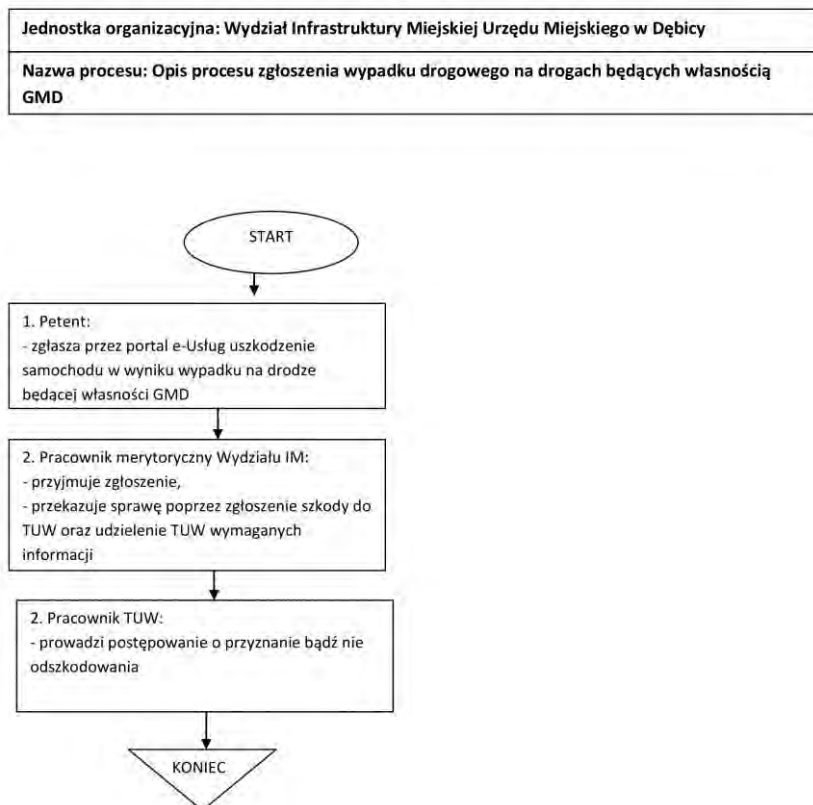 Jednostka organizacyjna: Wydział Infrastruktury Miejskiej Urzędu Miejskiego w Dębicy
Nazwa procesu: Opis procesu zgłoszenia wypadku drogowego na drogach będących własnością
GMD
START
1. Petent:
- zgłasza przez portal e-Usług uszkodzenie
samochodu w wyniku wypadku na drodze
będącej własności GMD
2. Pracownik merytoryczny Wydziału IM:
- przyjmuje zgłoszenie,
- przekazuje sprawę poprzez zgłoszenie szkody do
TUW oraz udzielenie TUW wymaganych
informacji
2. Pracownik TUW:
- prowadzi postępowanie o przyznanie bądź nie
odszkodowania
KONIEC